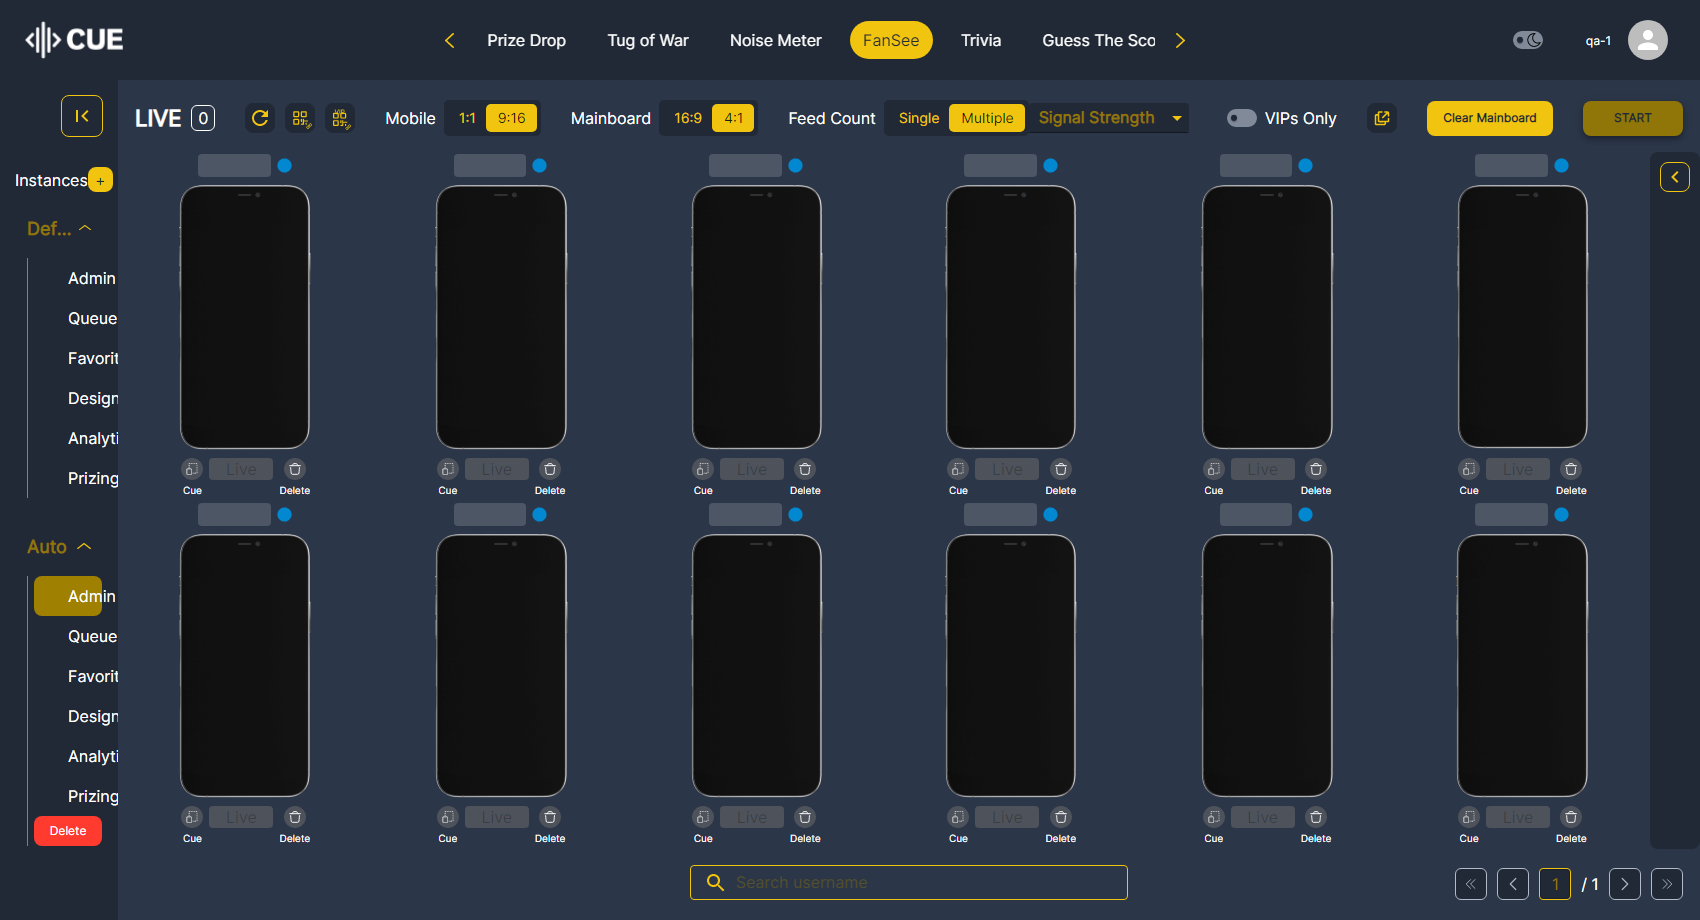 CUE
Prize Drop
Tug of War
Noise Meter
FanSee
Trivia
Guess The Sco
qa-1
LIVE 0
Mobile 1:1 9:16
Mainboard 16:9 4:1
Feed Count Single Multiple
Signal Strength
VIPs Only
Clear Mainboard
START
Instances +
Def...
Admin
Queue
Favorit
Design
Analyti
Prizing
Auto
Admin
Queue
Favorit
Design
Analyti
Prizing
Delete
Live Live Live Live Live Live
Cue Delete Cue Delete Cue Delete Cue Delete Cue Delete Cue Delete
Live Live Live Live Live Live
Cue Delete Cue Delete Cue Delete Cue Delete Cue Delete Cue Delete
Search username
1 / 1